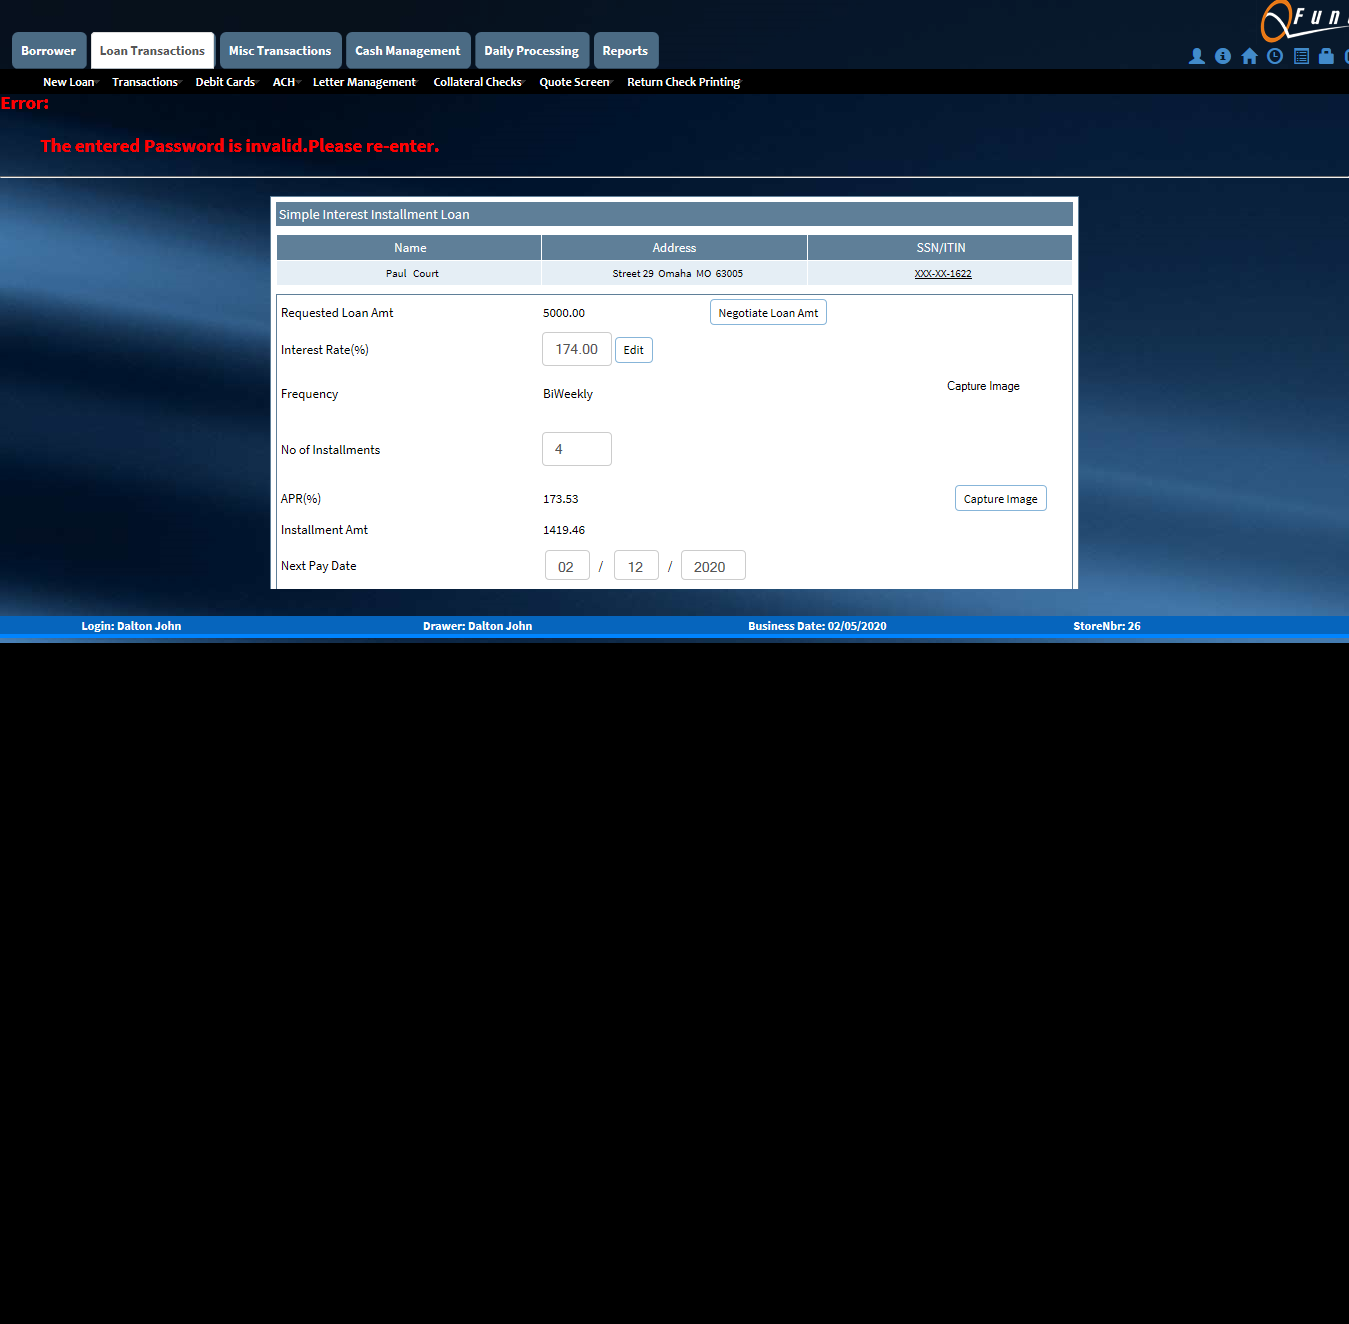 Fun
Borrower Loan Transactions Misc Transactions Cash Management Daily Processing Reports
New Loan Transactions Debit Cards ACH Letter Management Collateral Checks Quote Screen Return Check Printing
Error:
The entered Password is invalid.Please re-enter.
Simple Interest Installment Loan
Name Address SSN/ITIN
Paul Court Street 29 Omaha MO 63005 XXX-XX-1622
Requested Loan Amt 5000.00 Negotiate Loan Amt
Interest Rate(%) 174.00 Edit
Capture Image
Frequency BiWeekly
No of Installments 4
APR(%) 173.53 Capture Image
Installment Amt 1419.46
Next Pay Date 02 / 12 / 2020
Login: Dalton John Drawer: Dalton John Business Date: 02/05/2020 StoreNbr: 26